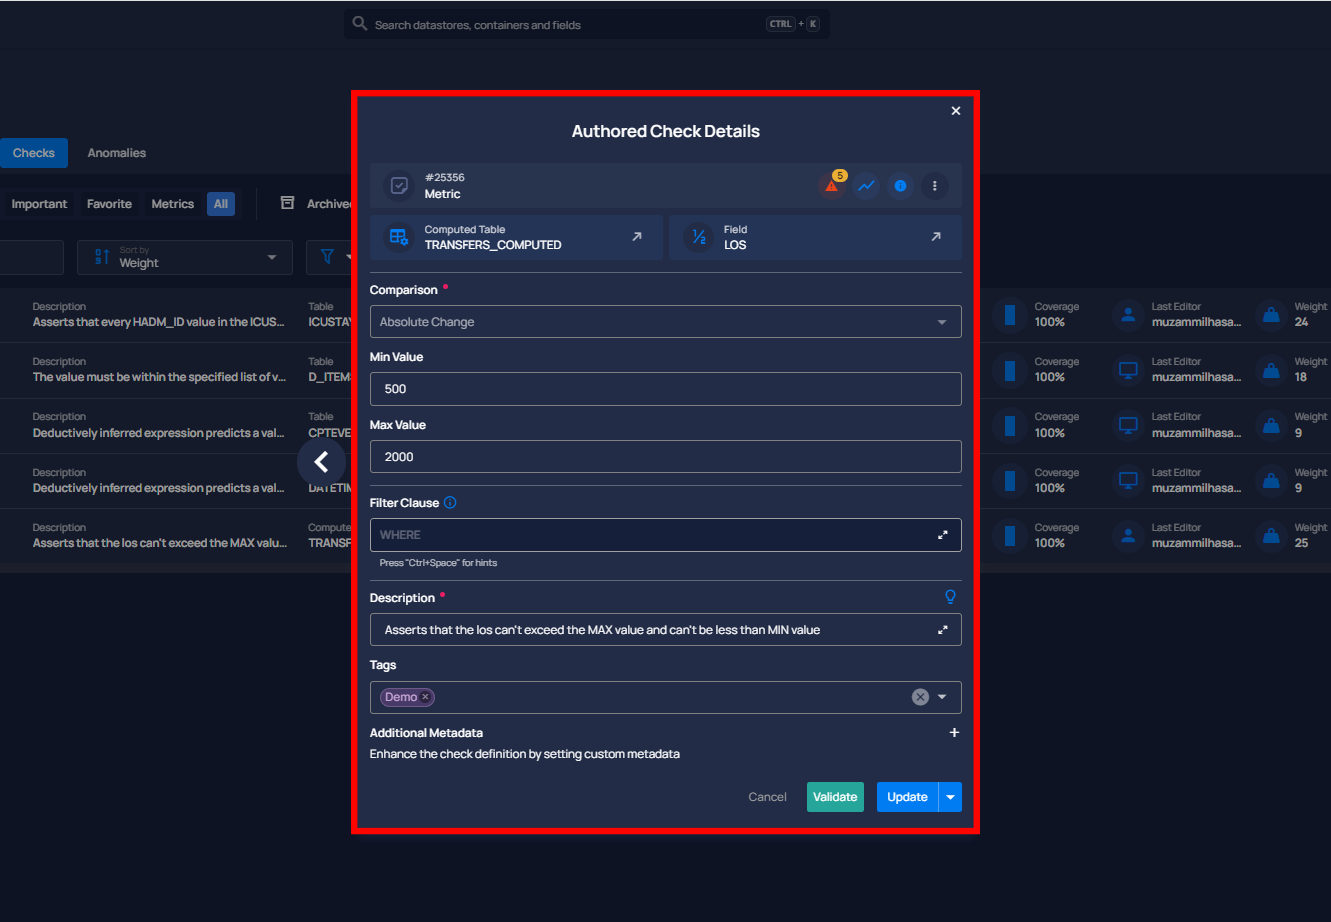 Search datastores, containers and fields
CTRL + K
Checks
Anomalies
Important
Favorite
Metrics
All
Archived
Sort by
Weight
Description
Asserts that every HADM_ID value in the ICUS...
Table
ICUSTAY
Coverage
100%
Last Editor
muzammilhasa...
Weight
24
Description
The value must be within the specified list of v...
Table
D_ITEMS
Coverage
100%
Last Editor
muzammilhasa...
Weight
18
Description
Deductively inferred expression predicts a val...
Table
CPTEVE
Coverage
100%
Last Editor
muzammilhasa...
Weight
9
Description
Deductively inferred expression predicts a val...
DATETIM
Coverage
100%
Last Editor
muzammilhasa...
Weight
9
Description
Asserts that the los can't exceed the MAX valu...
Compute
TRANSF
Coverage
100%
Last Editor
muzammilhasa...
Weight
25
Authored Check Details
#25356
Metric
5
Computed Table
TRANSFERS_COMPUTED
Field
LOS
Comparison
Absolute Change
Min Value
500
Max Value
2000
Filter Clause
WHERE
Press "Ctrl+Space" for hints
Description
Asserts that the los can't exceed the MAX value and can't be less than MIN value
Tags
Demo
Additional Metadata
Enhance the check definition by setting custom metadata
Cancel
Validate
Update